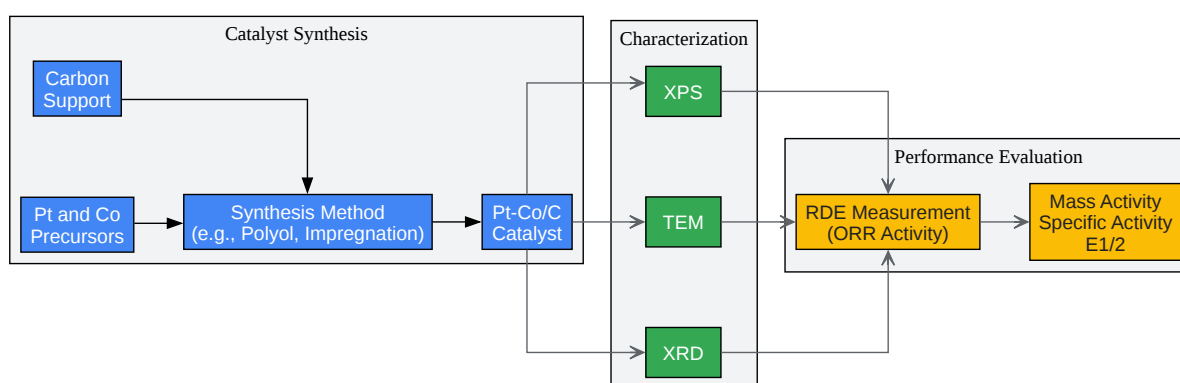 Catalyst Synthesis
Carbon
Support
Pt and Co
Precursors
Synthesis Method
(e.g., Polyol, Impregnation)
Pt-Co/C
Catalyst
Characterization
XPS
TEM
XRD
Performance Evaluation
RDE Measurement
(ORR Activity)
Mass Activity
Specific Activity
E1/2